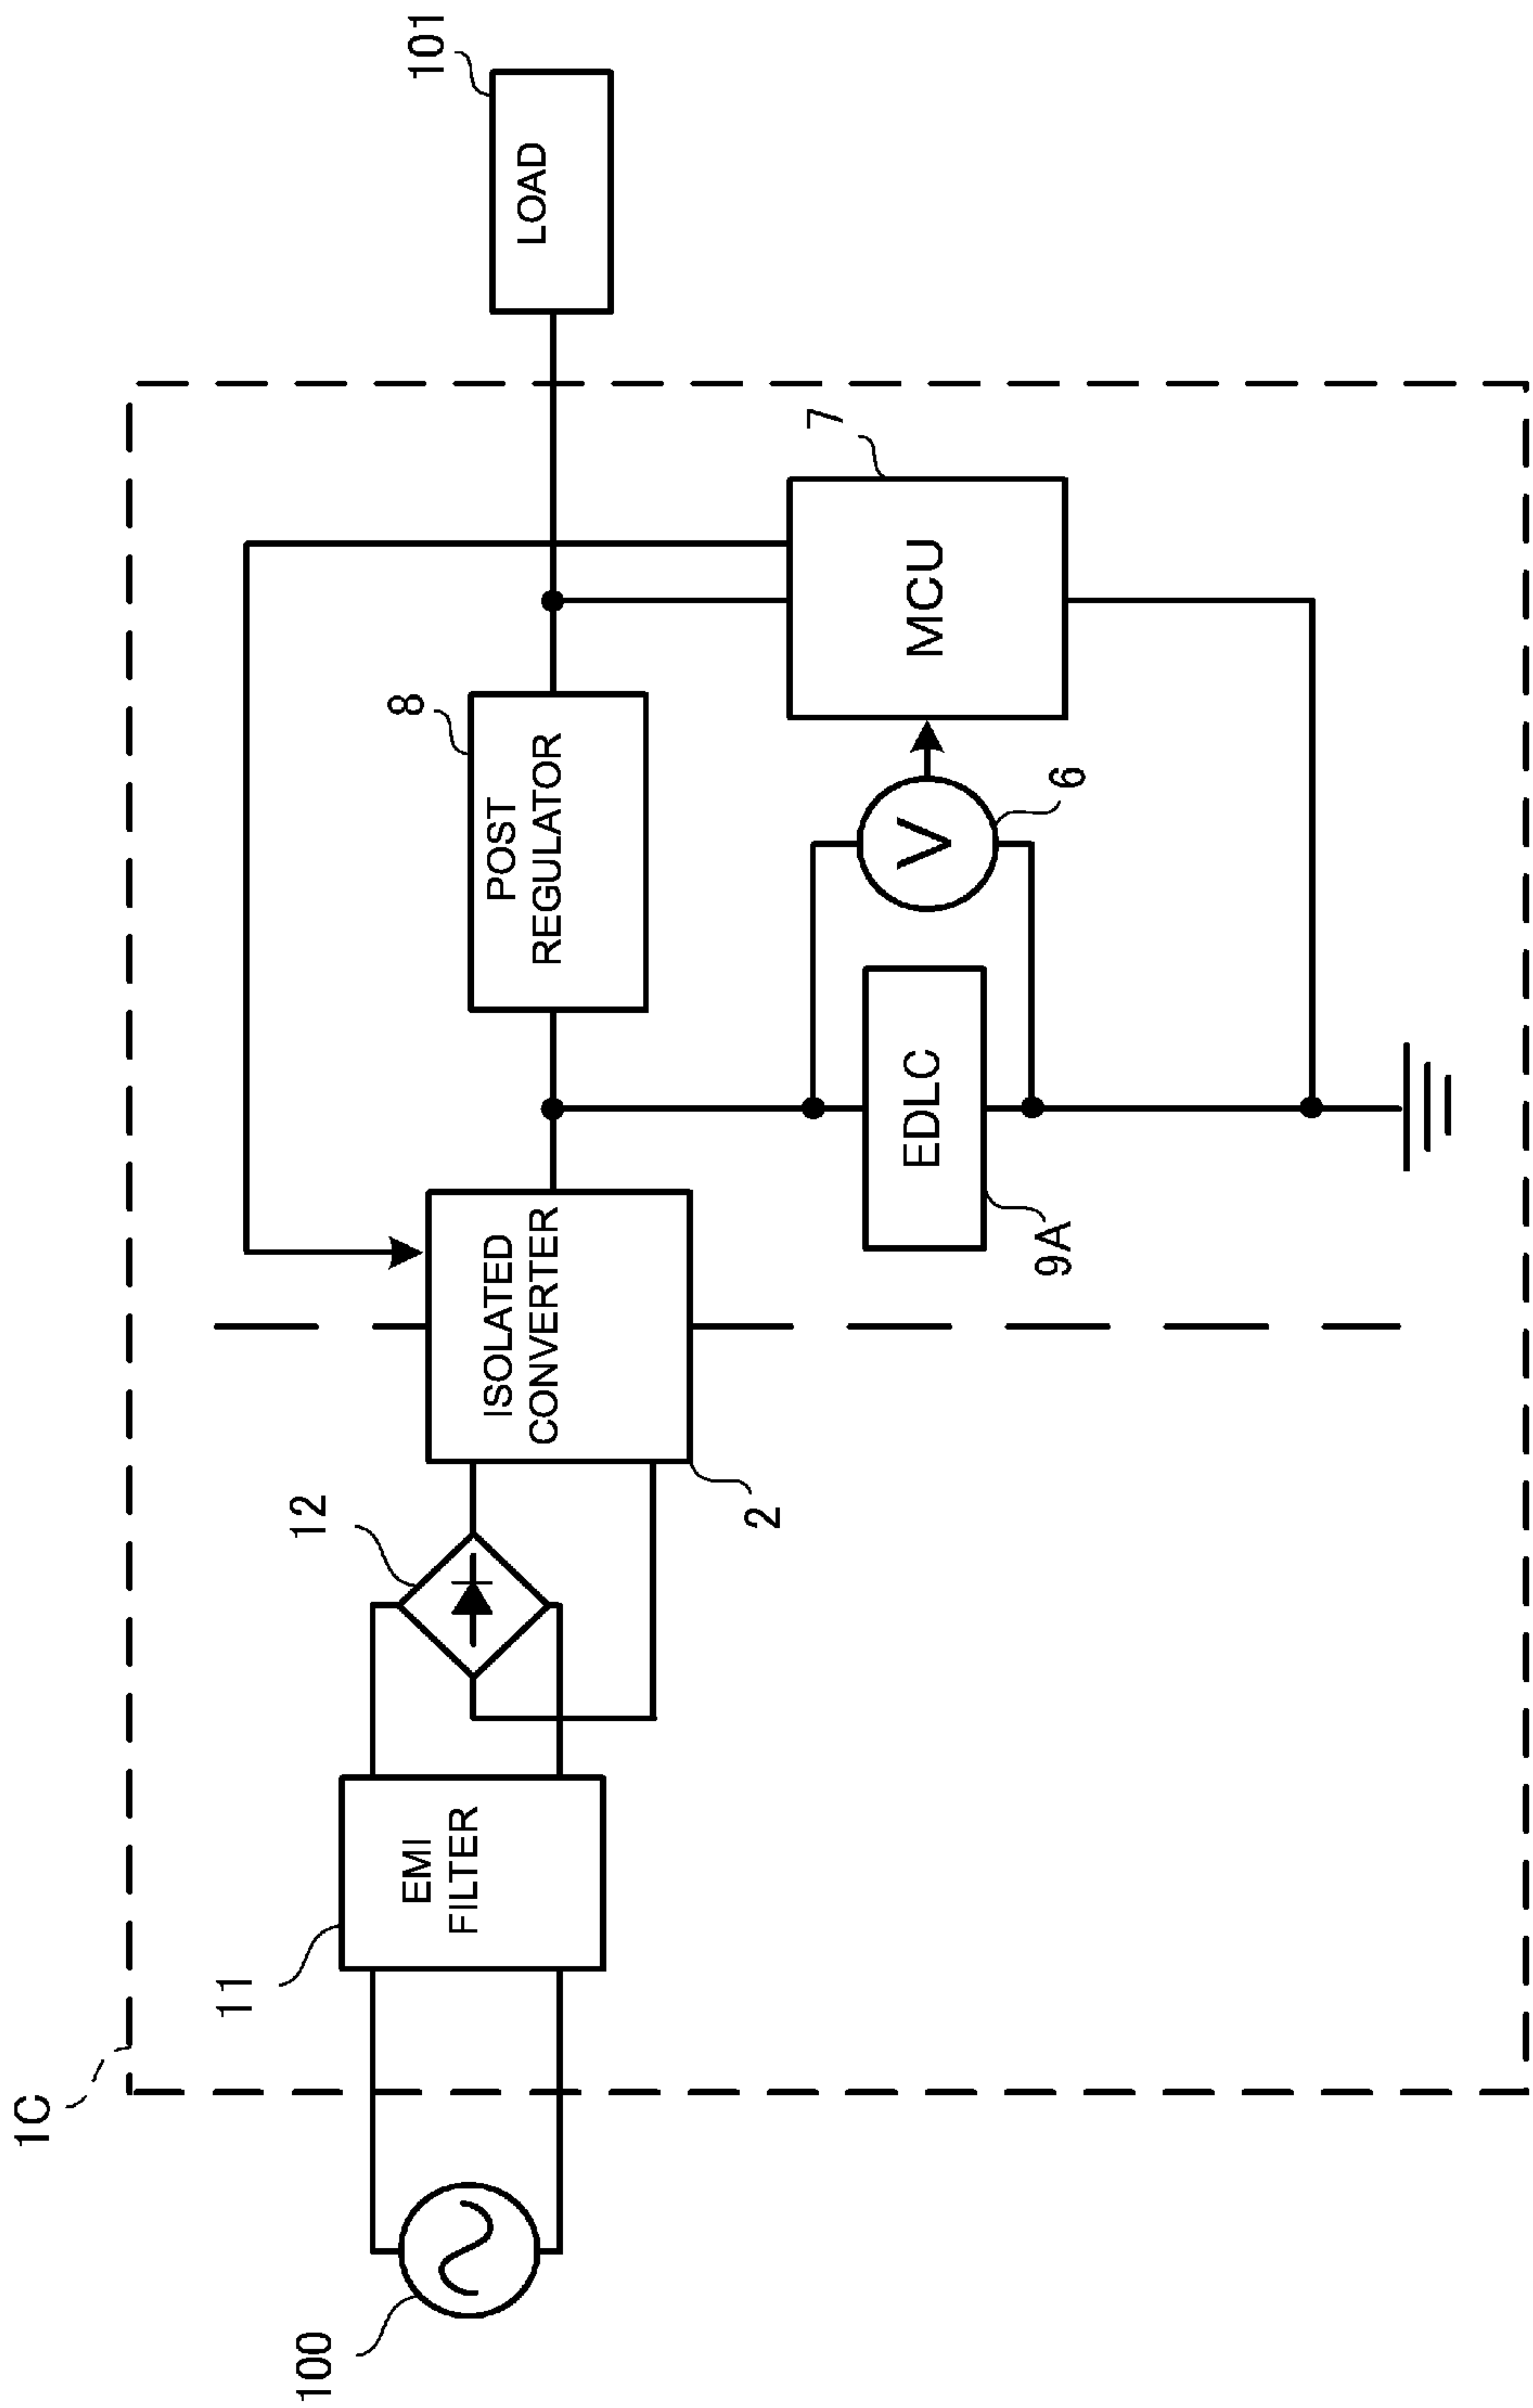 1C
100
11
EMI
FILTER
12
2
ISOLATED
CONVERTER
8
POST
REGULATOR
9A
EDLC
6
V
7
MCU
101
LOAD